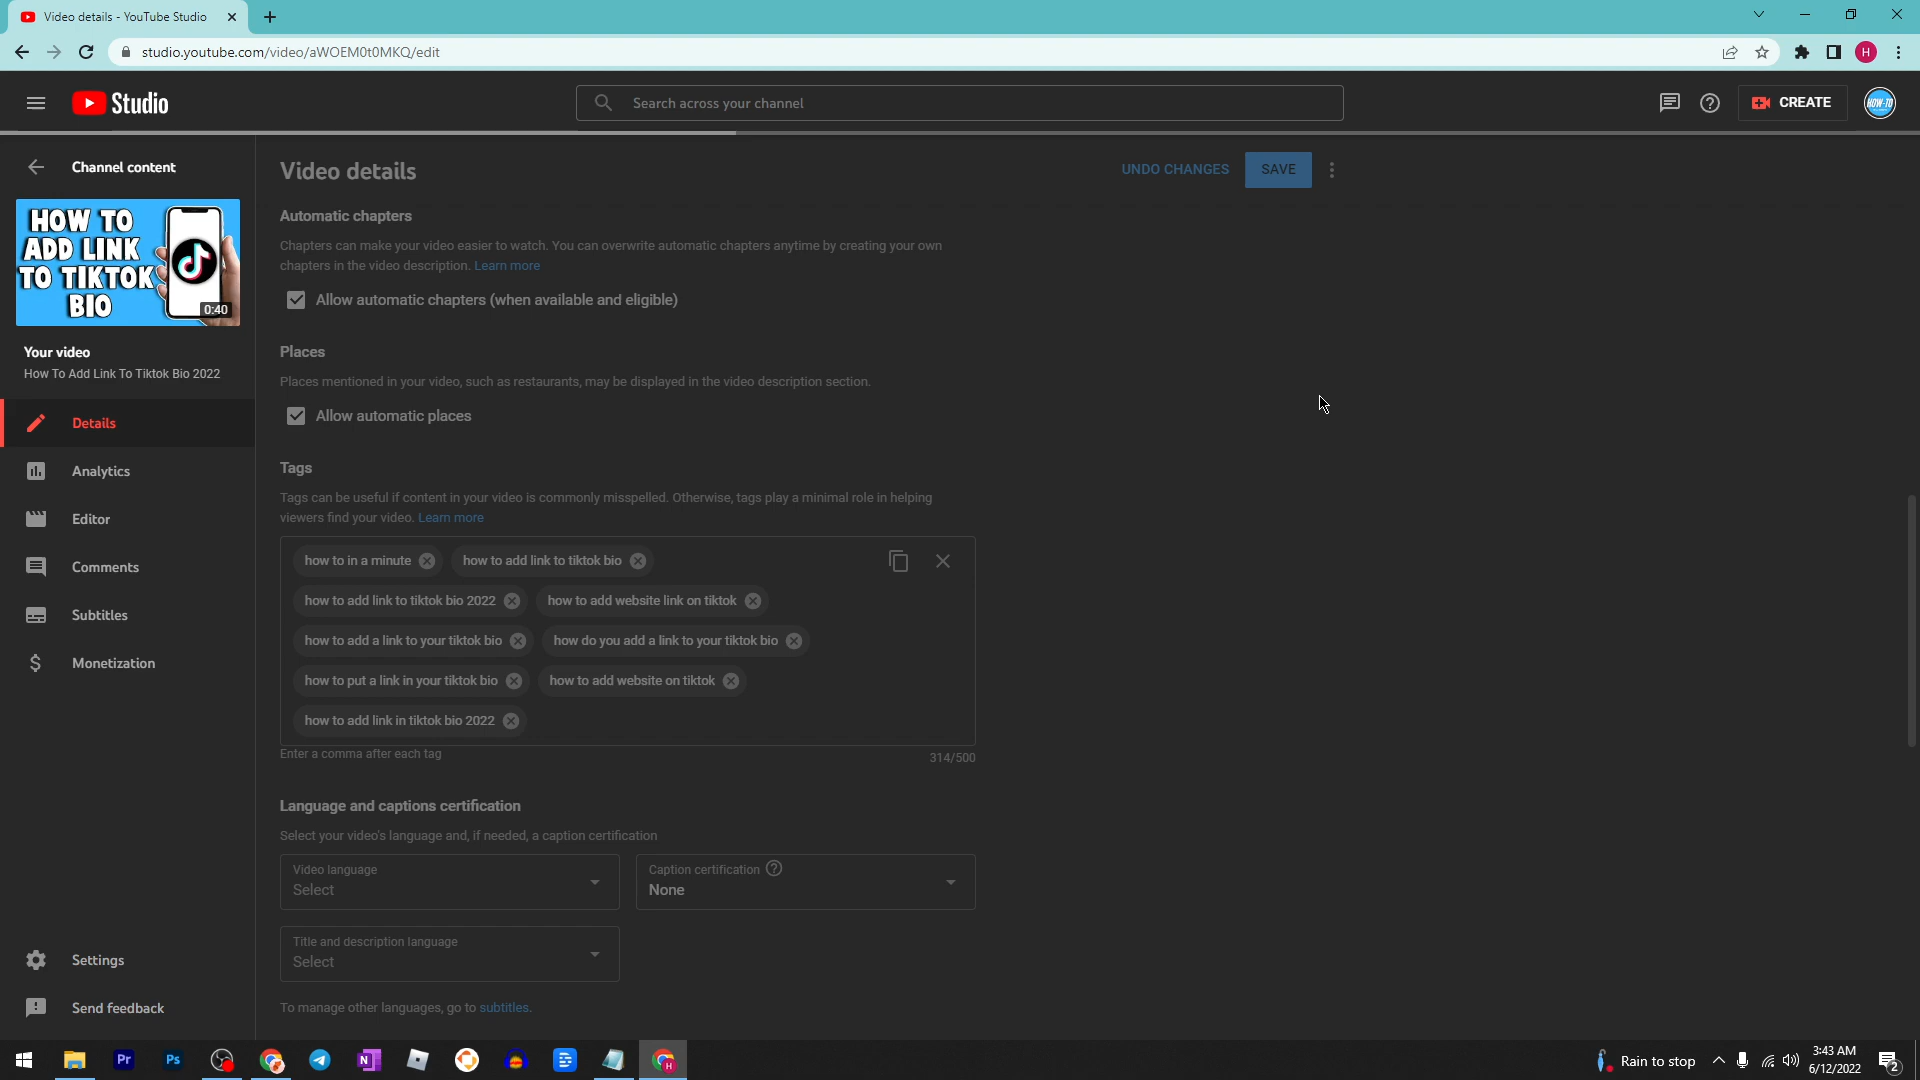 Video details - YouTube Studio
studio.youtube.com/video/aWOEM0t0MKQ/edit
H
Studio
Search across your channel
CREATE
HOW-TO
Channel content
Video details
UNDO CHANGES
SAVE
HOW TO
ADD LINK
TO TIKTOK
BIO
0:40
Your video
How To Add Link To Tiktok Bio 2022
Details
Analytics
Editor
Comments
Subtitles
Monetization
Settings
Send feedback
Automatic chapters
Chapters can make your video easier to watch. You can overwrite automatic chapters anytime by creating your own
chapters in the video description. Learn more
Allow automatic chapters (when available and eligible)
Places
Places mentioned in your video, such as restaurants, may be displayed in the video description section.
Allow automatic places
Tags
Tags can be useful if content in your video is commonly misspelled. Otherwise, tags play a minimal role in helping
viewers find your video. Learn more
how to in a minute how to add link to tiktok bio
how to add link to tiktok bio 2022 how to add website link on tiktok
how to add a link to your tiktok bio how do you add a link to your tiktok bio
how to put a link in your tiktok bio how to add website on tiktok
how to add link in tiktok bio 2022
Enter a comma after each tag
314/500
Language and captions certification
Select your video's language and, if needed, a caption certification
Video language
Select
Caption certification
None
Title and description language
Select
To manage other languages, go to subtitles.
Pr
Ps
N
H
Rain to stop
3:43 AM
6/12/2022
2